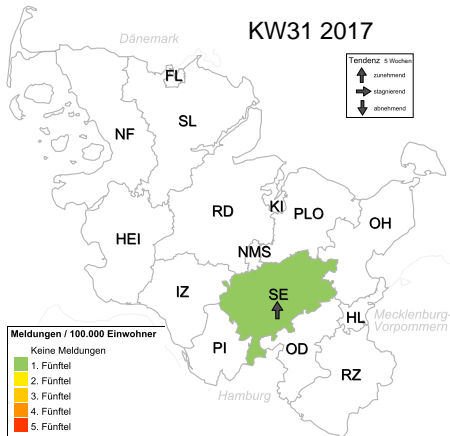 KW31 2017
Dänemark
Tendenz 5 Wochen
zunehmend
stagnierend
abnehmend
FL
SL
NF
RD
KI
PLO
OH
HEI
NMS
IZ
SE
HL
Mecklenburg-
Vorpommern
PI
OD
RZ
Hamburg
Meldungen / 100.000 Einwohner
Keine Meldungen
1. Fünftel
2. Fünftel
3. Fünftel
4. Fünftel
5. Fünftel